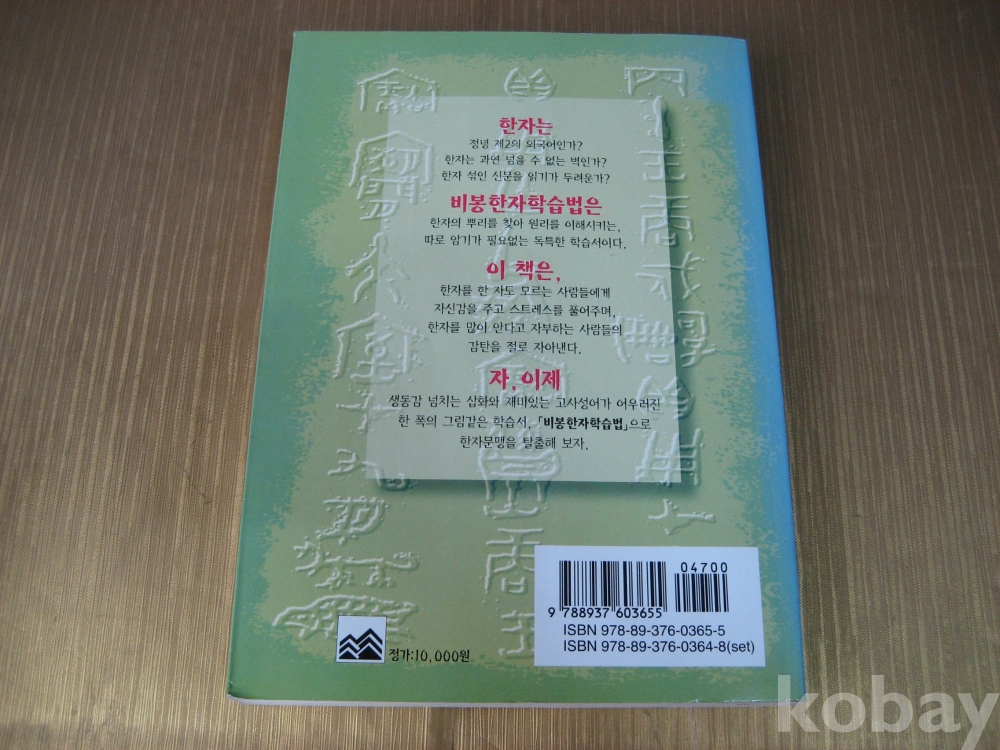 한자는
정녕 제2의 외국어인가?
한자는 과연 넘을 수 없는 벽인가?
한자 섞인 신문을 읽기가 두려운가?
비봉한자학습법은
한자의 뿌리를 찾아 원리를 이해시키는,
따로 암기가 필요없는 독특한 학습서이다.
이 책은,
한자를 한 자도 모르는 사람들에게
자신감을 주고 스트레스를 풀어주며,
한자를 많이 안다고 자부하는 사람들의
감탄을 절로 자아낸다.
자, 이제
생동감 넘치는 삽화와 재미있는 고사성어가 어우러진
한 폭의 그림같은 학습서, 「비봉한자학습법」으로
한자문맹을 탈출해 보자.
04700
9 788937 603655
ISBN 978-89-376-0365-5
ISBN 978-89-376-0364-8(set)
정가:10,000원
kobay